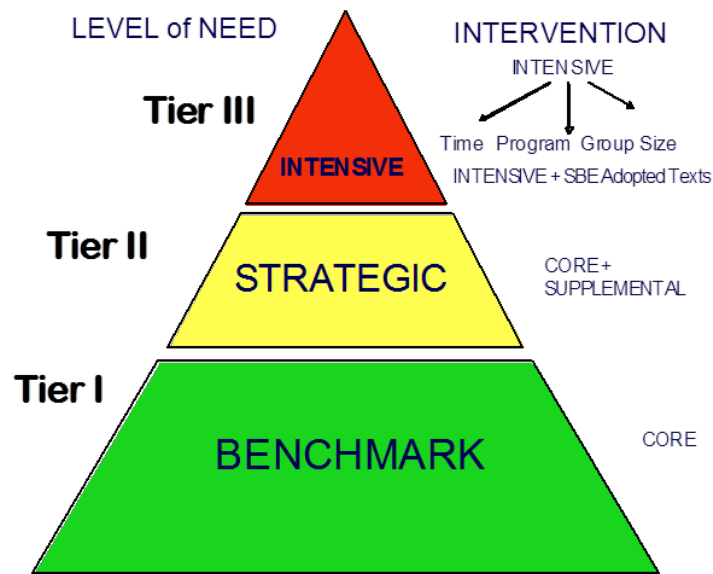 LEVEL of NEED
INTERVENTION
INTENSIVE
Tier III
Time Program Group Size
INTENSIVE
INTENSIVE + SBE Adopted Texts
Tier II
STRATEGIC
CORE +
SUPPLEMENTAL
Tier I
BENCHMARK
CORE